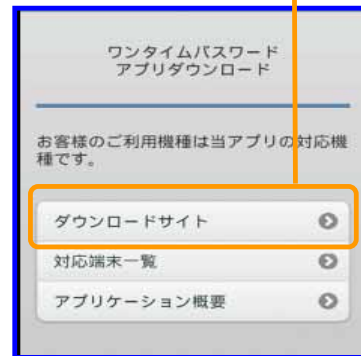 ワンタイムパスワード
アプリダウンロード
お客様のご利用機種は当アプリの対応機
種です。
ダウンロードサイト
対応端末一覧
アプリケーション概要